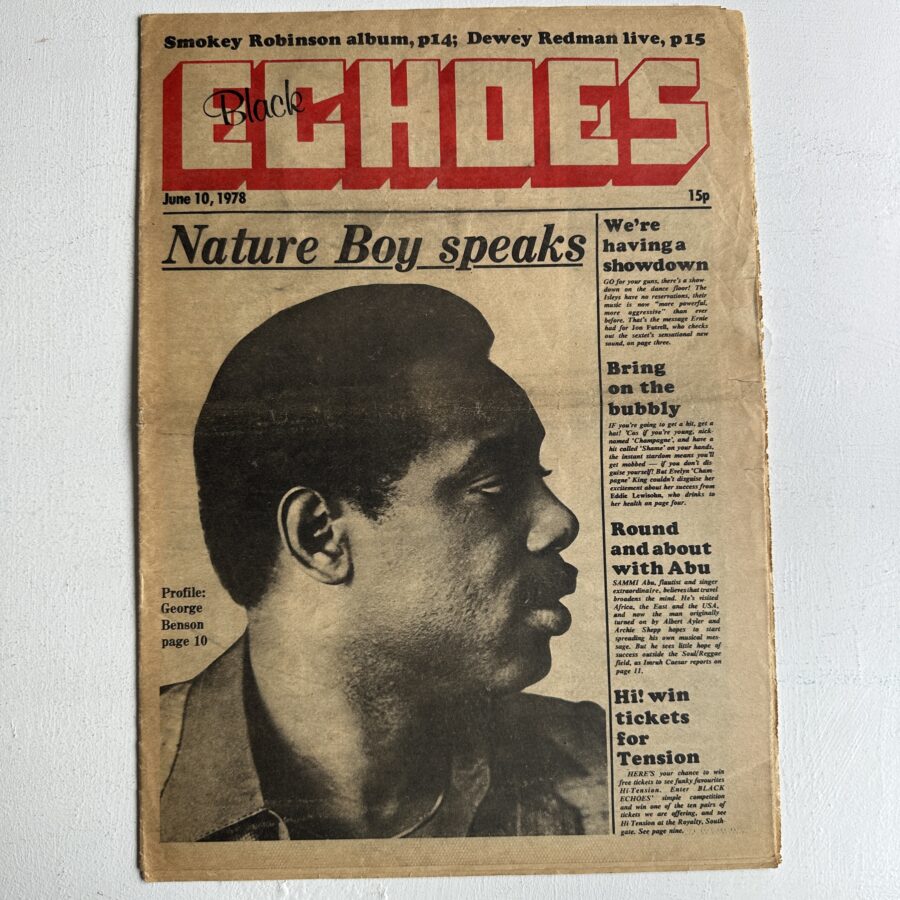 Smokey Robinson album, p14; Dewey Redman live, p15
Black
ECHOES
June 10, 1978
15p
Nature Boy speaks
Profile:
George
Benson
page 10
We're
having a
showdown
GO for your guns, there's a show-
down on the dance floor! The
Isleys have no reservations, their
music is now "more powerful,
more aggressive" than ever
before. That's the message Ernie
had for Jon Futrell, who checks
out the sextet's sensational new
sound, on page three.
Bring
on the
bubbly
IF you're going to get a hit, get a
hat! 'Cos if you're young, nick-
named 'Champagne', and have a
hit called 'Shame' on your hands,
the instant stardom means you'll
get mobbed — if you don't dis-
guise yourself! But Evelyn 'Cham-
pagne' King couldn't disguise her
excitement about her success from
Eddie Lewisohn, who drinks to
her health on page four.
Round
and about
with Abu
SAMMI Abu, flautist and singer
extraordinaire, believes that travel
broadens the mind. He's visited
Africa, the East and the USA,
and now the man originally
turned on by Albert Ayler and
Archie Shepp hopes to start
spreading his own musical mes-
sage. But he sees little hope of
success outside the Soul/Reggae
field, as Imruh Caesar reports on
page 11.
Hi! win
tickets
for
Tension
HERE'S your chance to win
free tickets to see funky favourites
Hi-Tension. Enter BLACK
ECHOES' simple competition
and win one of the ten pairs of
tickets we are offering, and see
Hi Tension at the Royalty, South-
gate. See page nine.